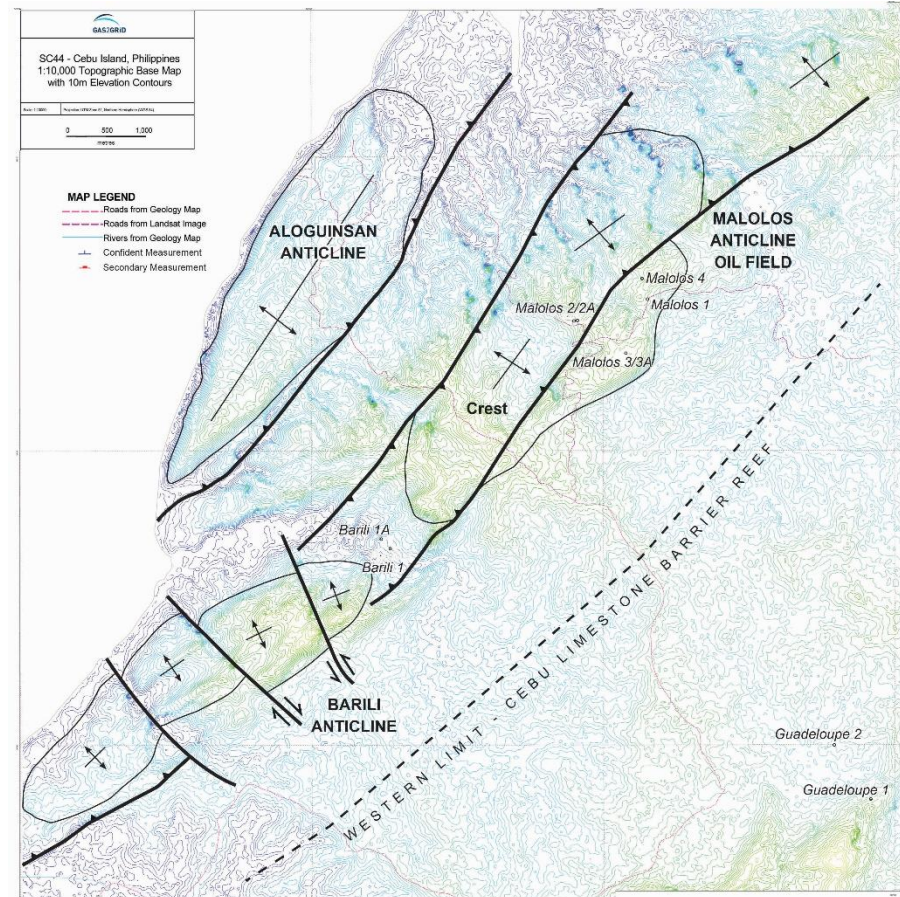 GAS2GRID
SC44 - Cebu Island, Philippines
1:10,000 Topographic Base Map
with 10m Elevation Contours
0 500 1,000
metres
MAP LEGEND
Roads from Geology Map
Roads from Landsat Image
Rivers from Geology Map
Confident Measurement
Secondary Measurement
ALOGUINSAN
ANTICLINE
MALOLOS
ANTICLINE
OIL FIELD
Malolos 4
Malolos 1
Malolos 2/2A
Malolos 3/3A
Crest
Barili 1A
Barili 1
BARILI
ANTICLINE
WESTERN LIMIT - CEBU LIMESTONE BARRIER REEF
Guadeloupe 2
Guadeloupe 1